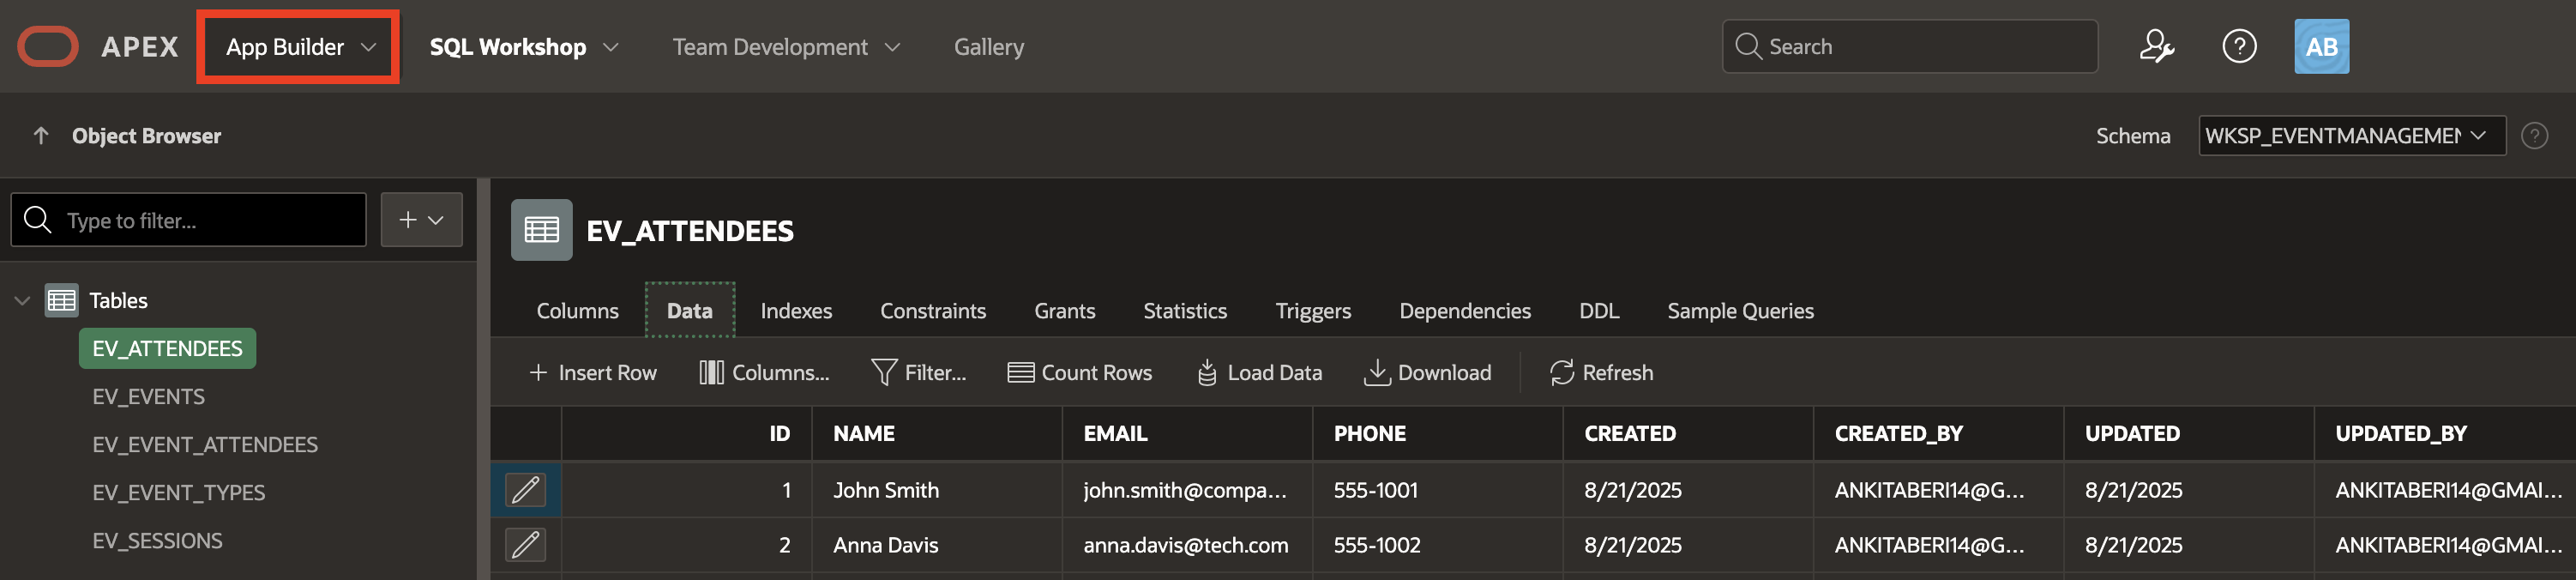 APEX App Builder SQL Workshop Team Development Gallery Search AB
Object Browser Schema WKSP_EVENTMANAGEMEN
Type to filter...
EV_ATTENDEES
Tables
EV_ATTENDEES
EV_EVENTS
EV_EVENT_ATTENDEES
EV_EVENT_TYPES
EV_SESSIONS
Columns Data Indexes Constraints Grants Statistics Triggers Dependencies DDL Sample Queries
+ Insert Row Columns... Filter... Count Rows Load Data Download Refresh
ID NAME EMAIL PHONE CREATED CREATED_BY UPDATED UPDATED_BY
1 John Smith john.smith@compa... 555-1001 8/21/2025 ANKITABERI14@G... 8/21/2025 ANKITABERI14@GMAI...
2 Anna Davis anna.davis@tech.com 555-1002 8/21/2025 ANKITABERI14@G... 8/21/2025 ANKITABERI14@GMAI...